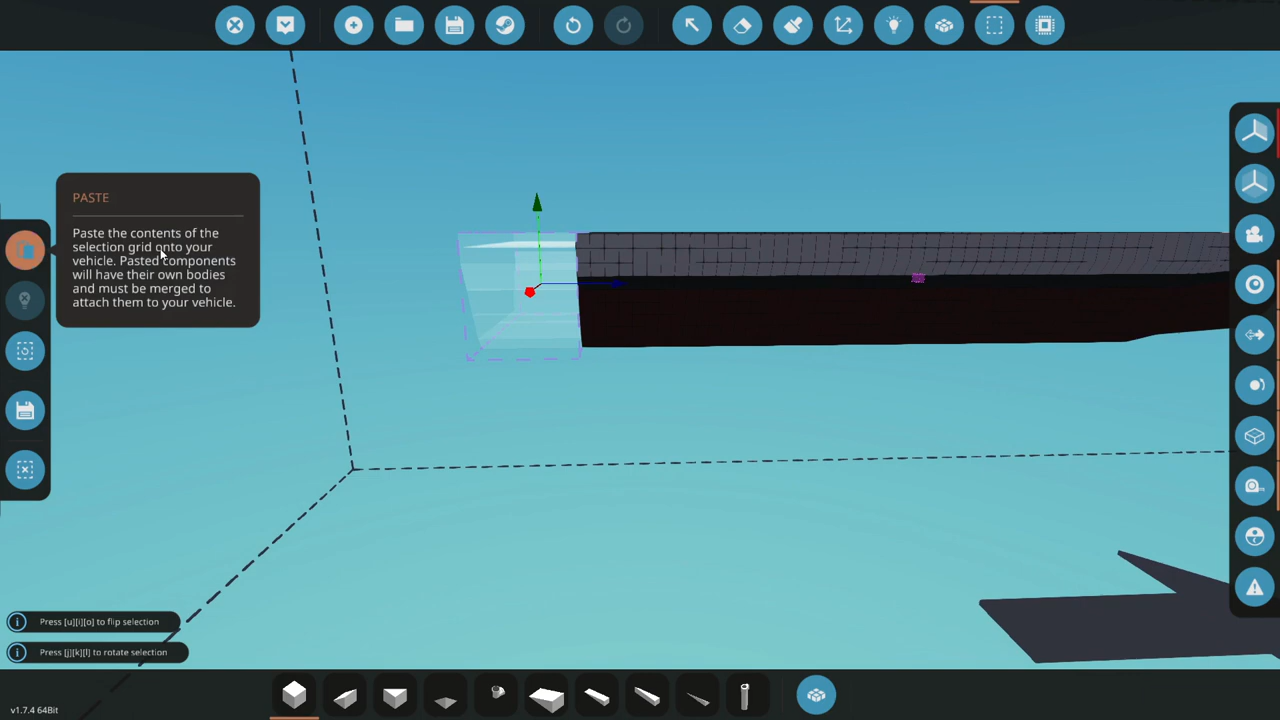 PASTE
Paste the contents of the
selection grid onto your
vehicle. Pasted components
will have their own bodies
and must be merged to
attach them to your vehicle.
Press [u][i][o] to flip selection
Press [j][k][l] to rotate selection
v1.7.4 64Bit